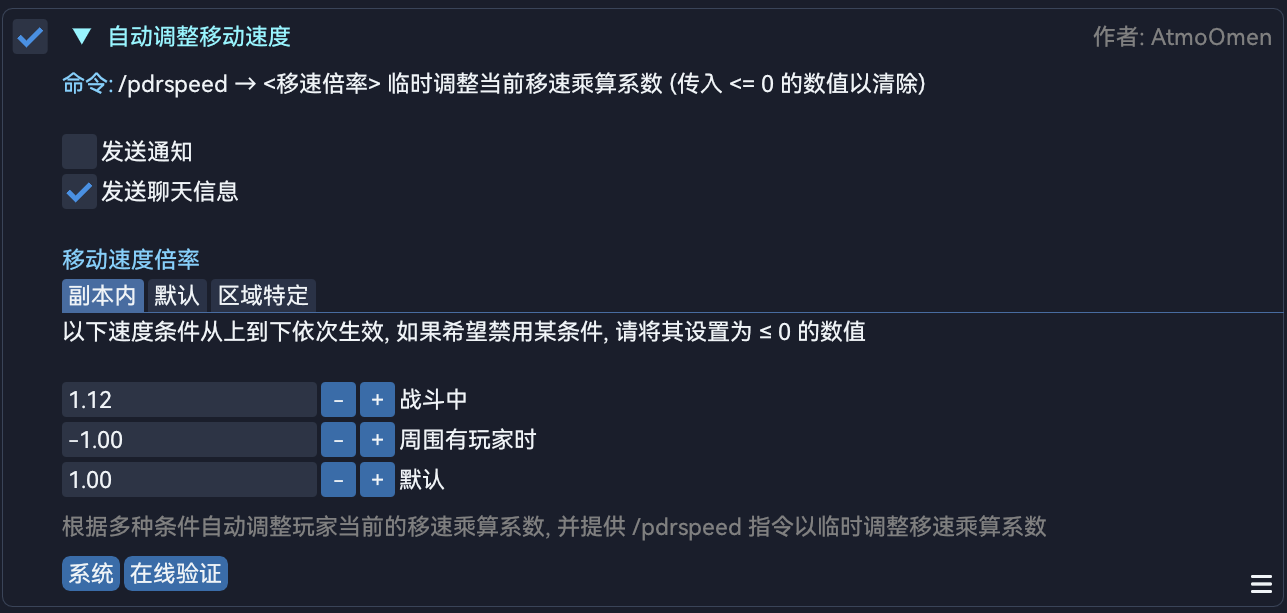 自动调整移动速度 作者: AtmoOmen
命令: /pdrspeed → <移速倍率> 临时调整当前移速乘算系数 (传入 <= 0 的数值以清除)
发送通知
发送聊天信息
移动速度倍率
副本内 默认 区域特定
以下速度条件从上到下依次生效, 如果希望禁用某条件, 请将其设置为 ≤ 0 的数值
1.12 - + 战斗中
-1.00 - + 周围有玩家时
1.00 - + 默认
根据多种条件自动调整玩家当前的移速乘算系数, 并提供 /pdrspeed 指令以临时调整移速乘算系数
系统 在线验证